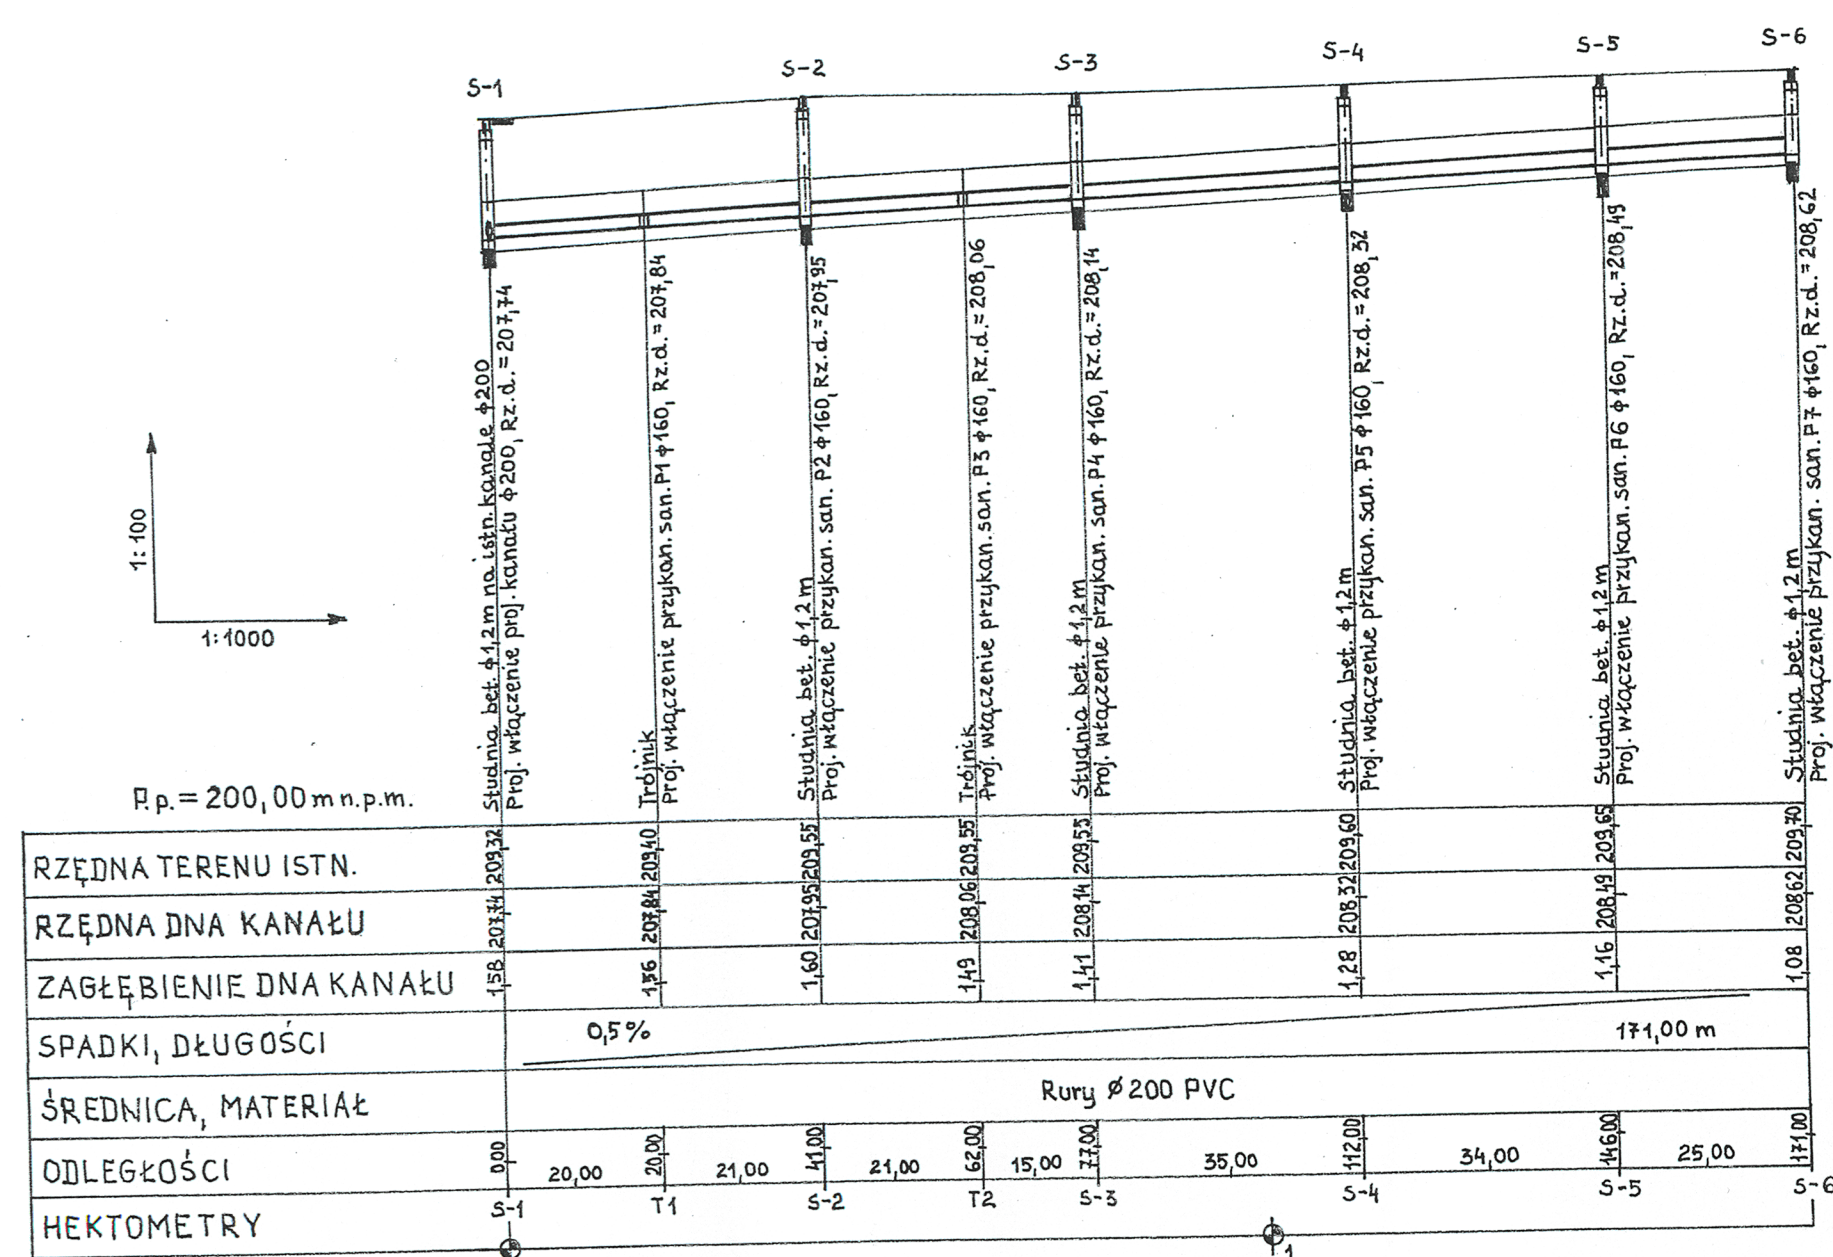 S-1
S-2
S-3
S-4
S-5
S-6
1:100
1:1000
Studnia bet. ϕ1,2m na istn. kanale ϕ200
Proj. włączenie proj. kanału ϕ200, Rz.d.=207,74
Trójnik
Proj. włączenie przykan. san. P1 ϕ160, Rz.d.=207,84
Studnia bet. ϕ1,2m
Proj. włączenie przykan. san. P2 ϕ160, Rz.d.=207,95
Trójnik
Proj. włączenie przykan. san. P3 ϕ160, Rz.d.=208,06
Studnia bet. ϕ1,2m
Proj. włączenie przykan. san. P4 ϕ160, Rz.d.=208,14
Studnia bet. ϕ1,2m
Proj. włączenie przykan. san. P5 ϕ160, Rz.d.=208,32
Studnia bet. ϕ1,2m
Proj. włączenie przykan. san. P6 ϕ160, Rz.d.=208,49
Studnia bet. ϕ1,2m
Proj. włączenie przykan. san. P7 ϕ160, Rz.d.=208,62
P.p.=200,00m n.p.m.
RZĘDNA TERENU ISTN. 209,32 209,40 209,55 209,55 209,55 209,60 209,65 209,70
RZĘDNA DNA KANAŁU 207,74 207,84 207,95 208,06 208,14 208,32 208,49 208,62
ZAGŁĘBIENIE DNA KANAŁU 1,58 1,56 1,60 1,49 1,41 1,28 1,16 1,08
SPADKI, DŁUGOŚCI 0,5% 171,00 m
ŚREDNICA, MATERIAŁ Rury Ø200 PVC
ODLEGŁOŚCI 0,00 20,00 20,00 21,00 41,00 21,00 62,00 15,00 77,00 35,00 112,00 34,00 146,00 25,00 171,00
S-1 T1 S-2 T2 S-3 S-4 S-5 S-6
HEKTOMETRY 1